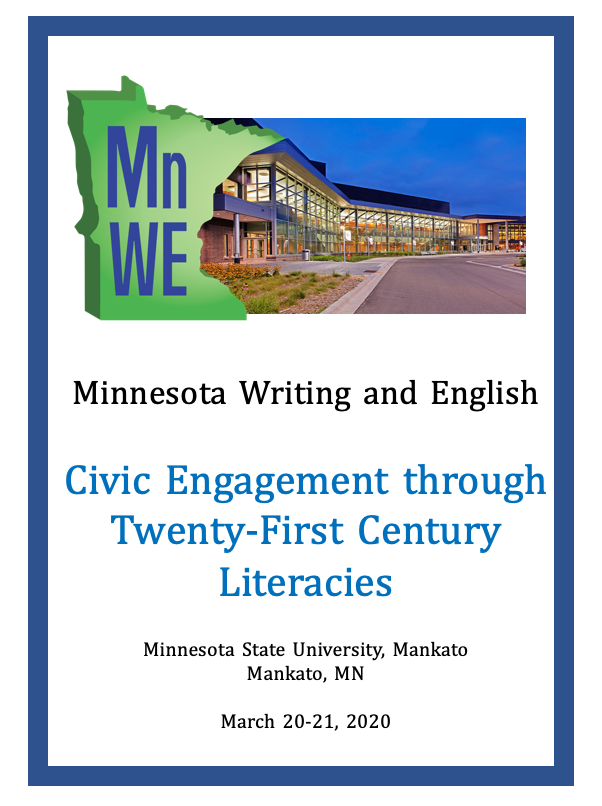 Mn
WE
Minnesota Writing and English
Civic Engagement through
Twenty-First Century
Literacies
Minnesota State University, Mankato
Mankato, MN
March 20-21, 2020